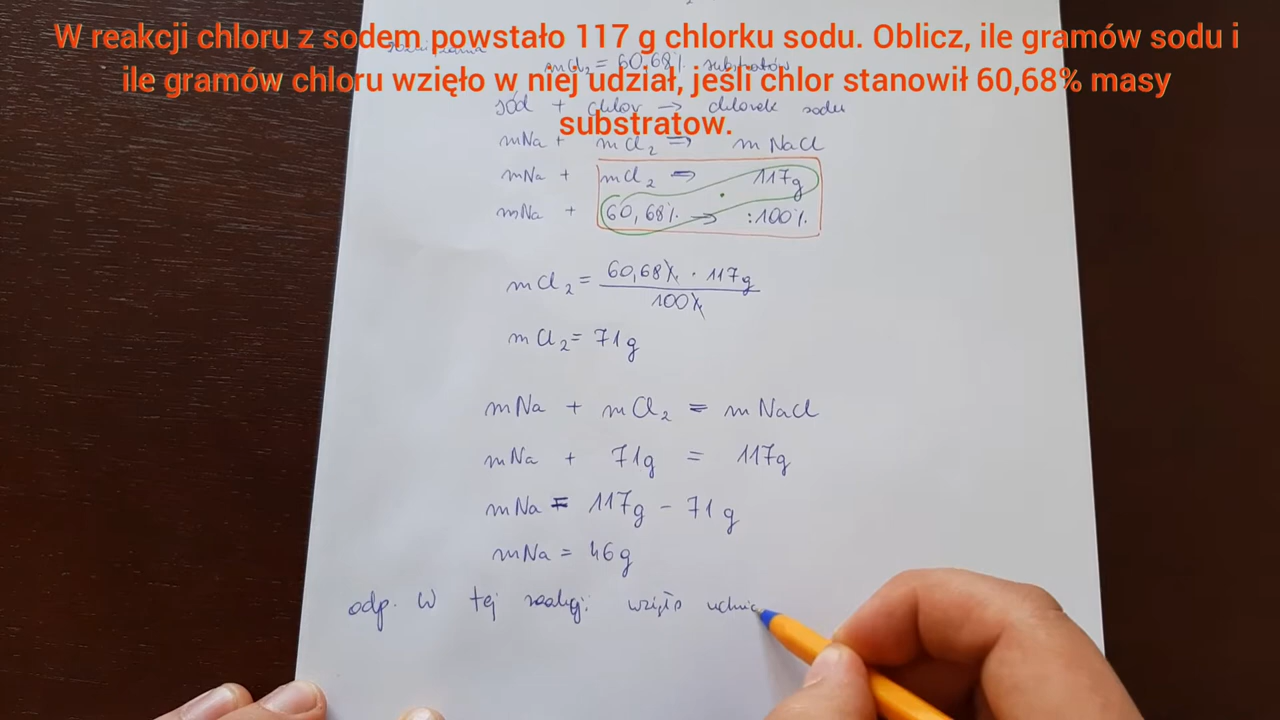 W reakcji chloru z sodem powstało 117 g chlorku sodu. Oblicz, ile gramów sodu i
ile gramów chloru wzięło w niej udział, jeśli chlor stanowił 60,68% masy
substratow.
mCl₂ = 60,68% substratów
sód + chlor → chlorek sodu
mNa + mCl₂ ⇒ mNaCl
mNa + mCl₂ → 117g
mNa + 60,68% → :100%
mCl₂ = 60,68% · 117g
100%
mCl₂ = 71g
mNa + mCl₂ = mNaCl
mNa + 71g = 117g
mNa = 117g - 71g
mNa = 46g
odp. W tej reakcji wzięło